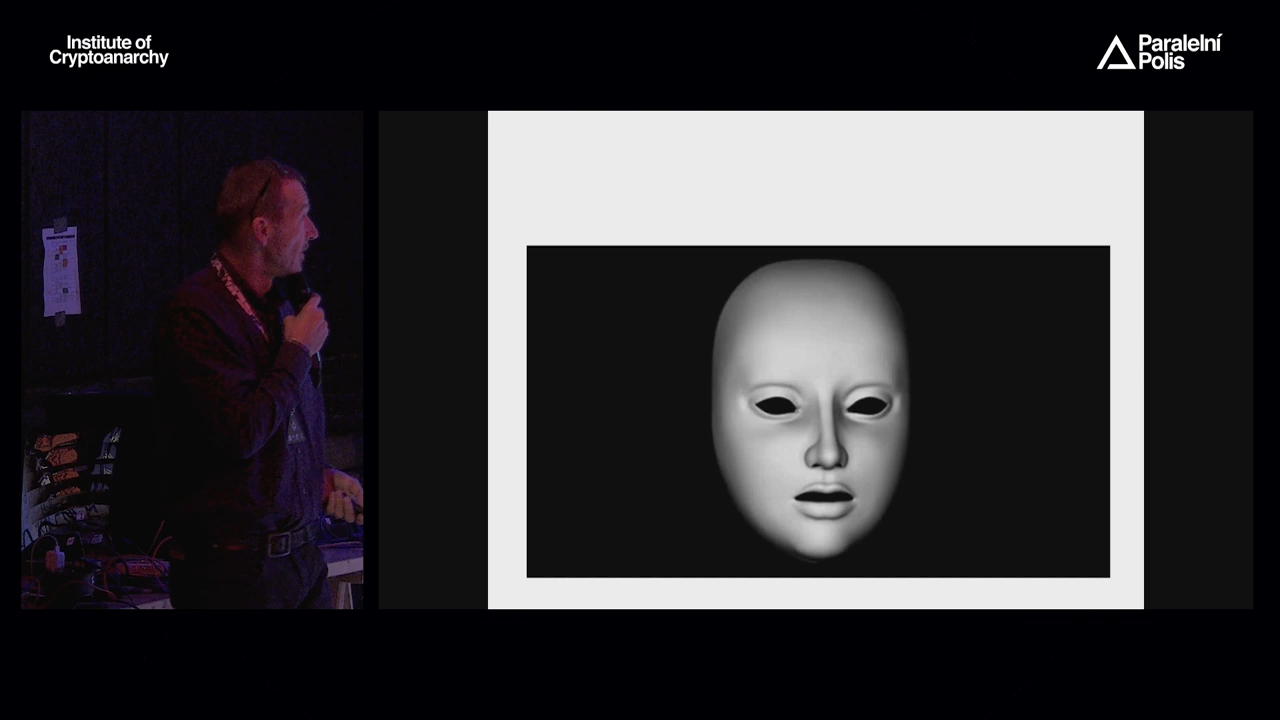 Institute of
Cryptoanarchy
Paralelní
Polis